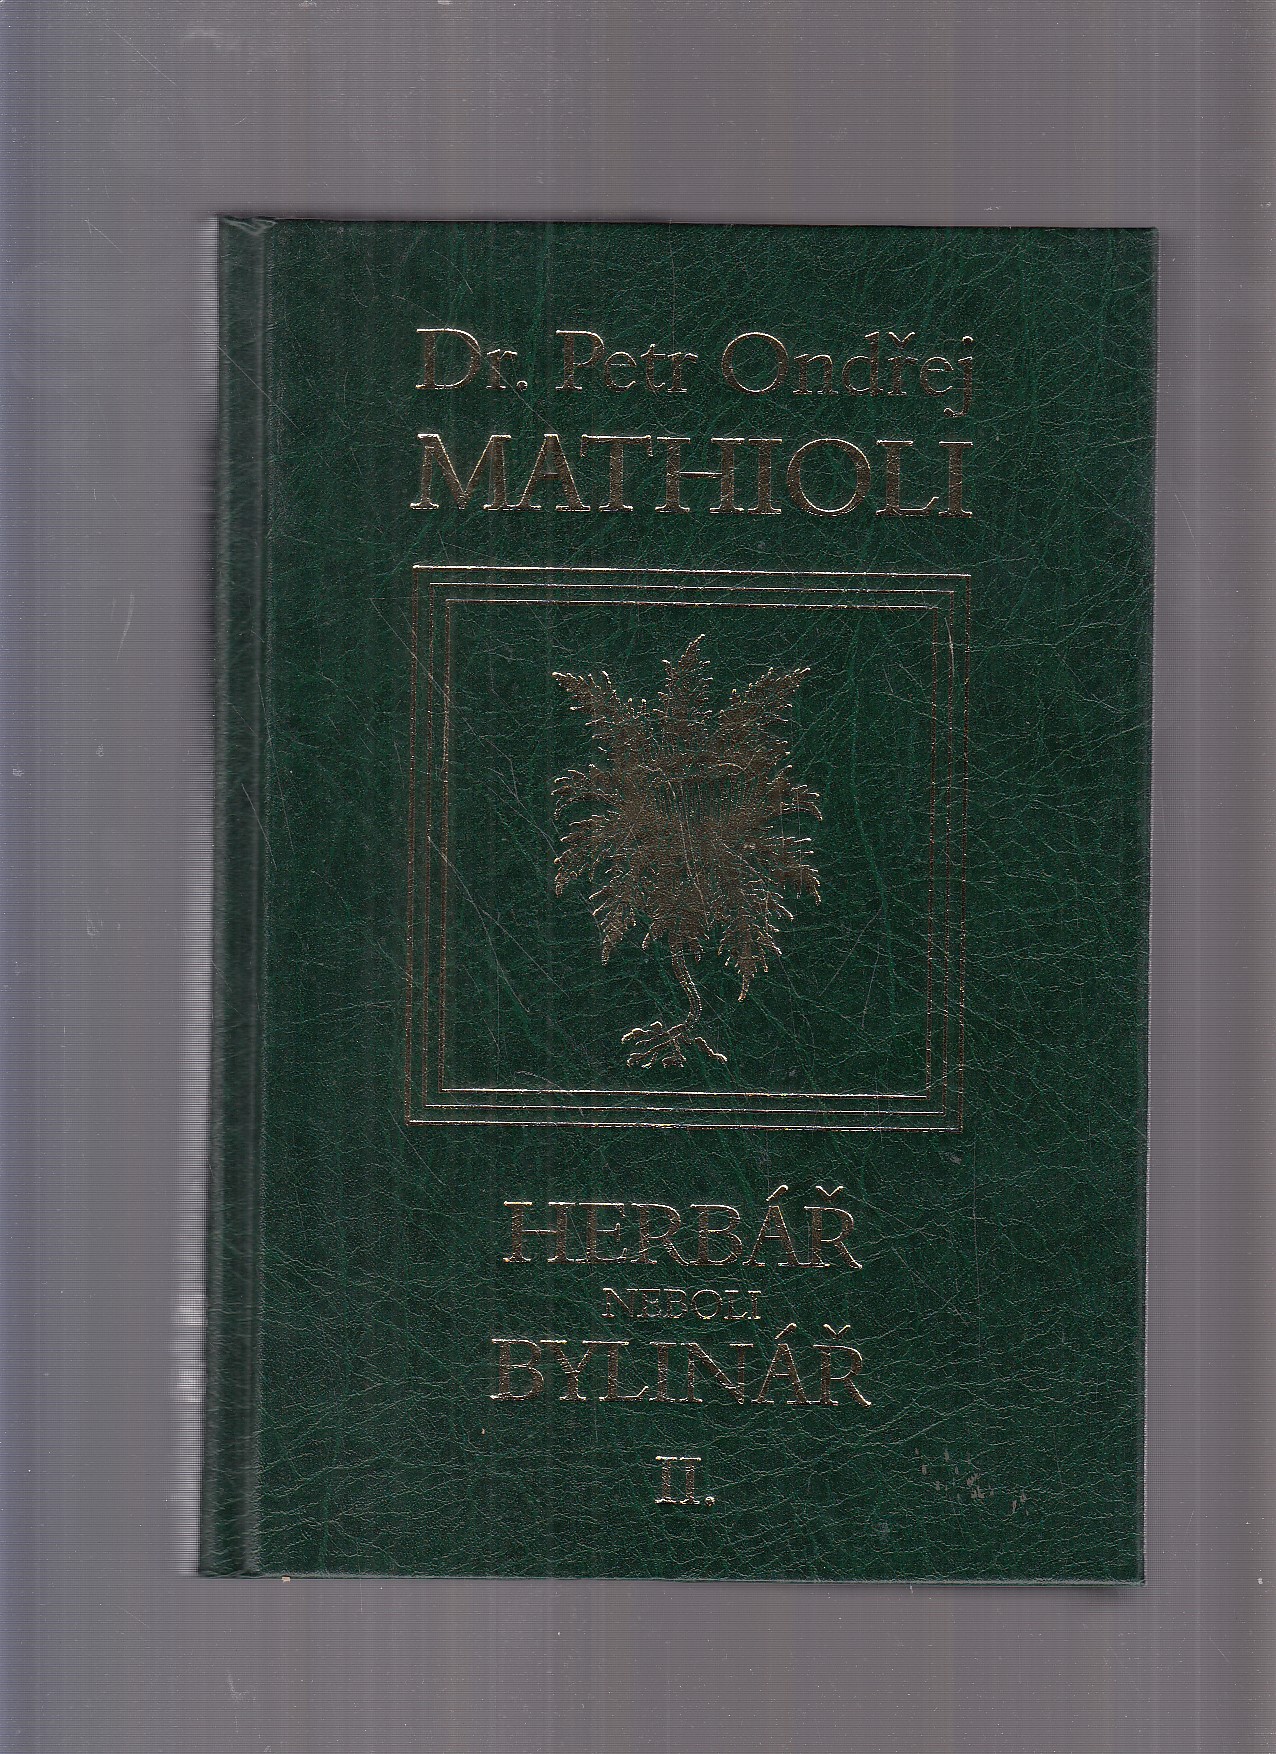 Dr. Petr Ondřej
MATHIOLI
HERBÁŘ
NEBOLI
BYLINÁŘ
II.